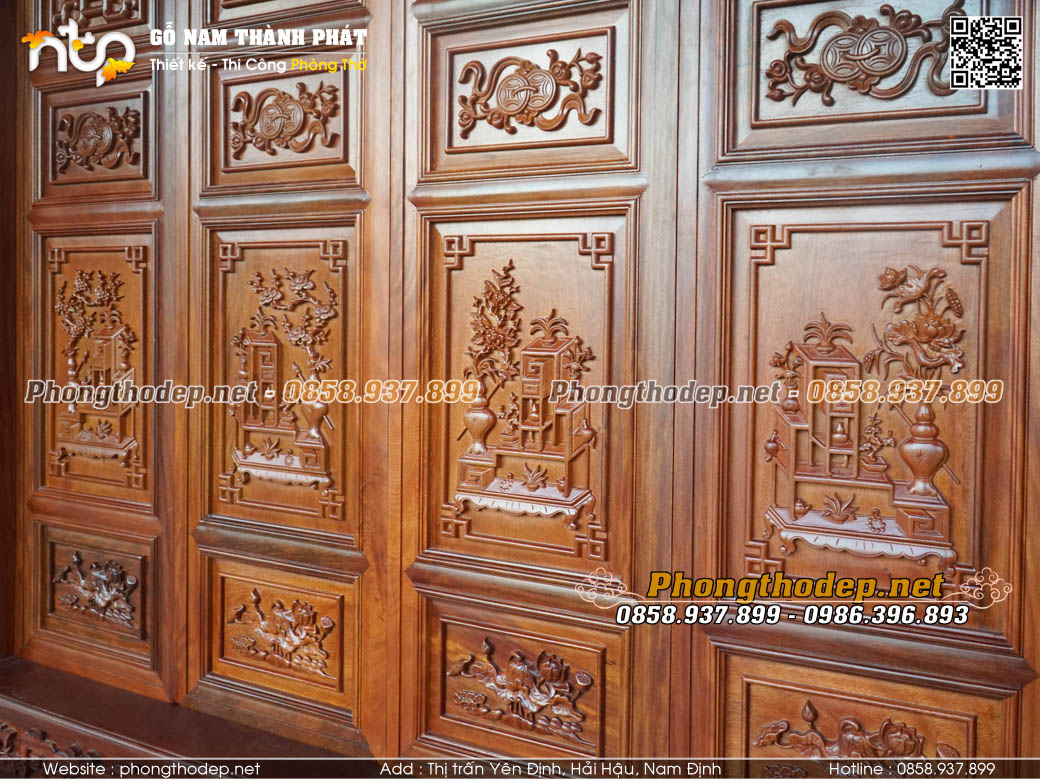 ntp
GỖ NAM THÀNH PHÁT
Thiết kế - Thi Công Phòng Thờ
Phongthodep.net - 0858.937.899
Phongthodep.net - 0858.937.899
Phongthodep.net
0858.937.899 - 0986.396.893
Website : phongthodep.net
Add : Thị trấn Yên Định, Hải Hậu, Nam Định
Hotline : 0858.937.899